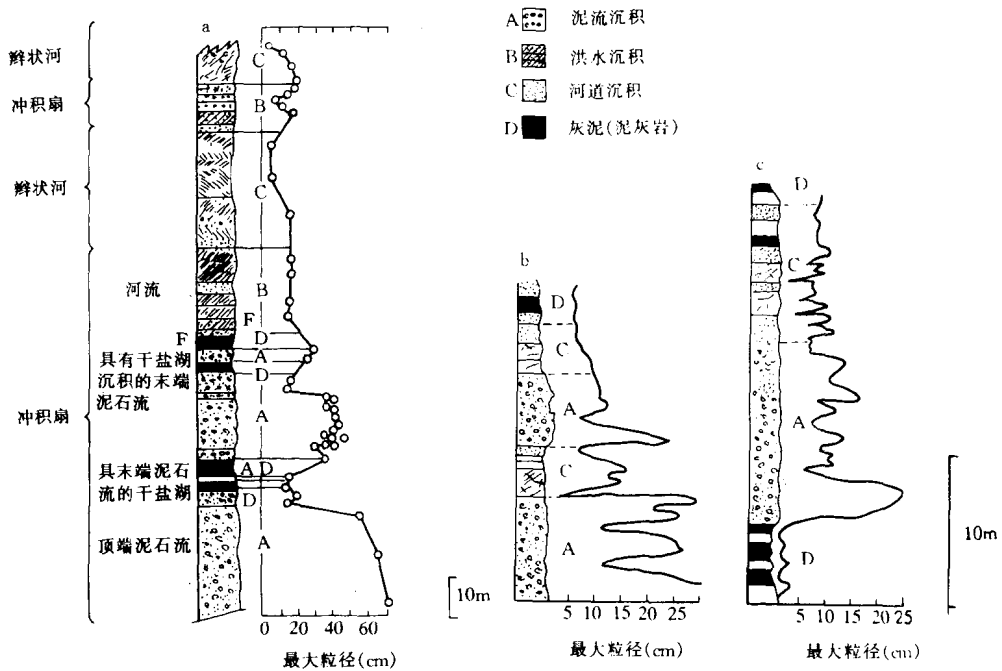 a
A 泥流沉积
B 洪水沉积
C 河道沉积
D 灰泥(泥灰岩)
辫状河
冲积扇
辫状河
河流
F
具有干盐湖
沉积的末端
泥石流
冲积扇
具末端泥石
流的干盐湖
顶端泥石流
C
B
C
B
F
D
A
D
A
A D
D
A
0 20 40 60
最大粒径(cm)
10m
b
D
C
A
C
A
5 10 15 20 25
最大粒径(cm)
c
D
C
A
D
5 10 15 20 25
最大粒径(cm)
10m